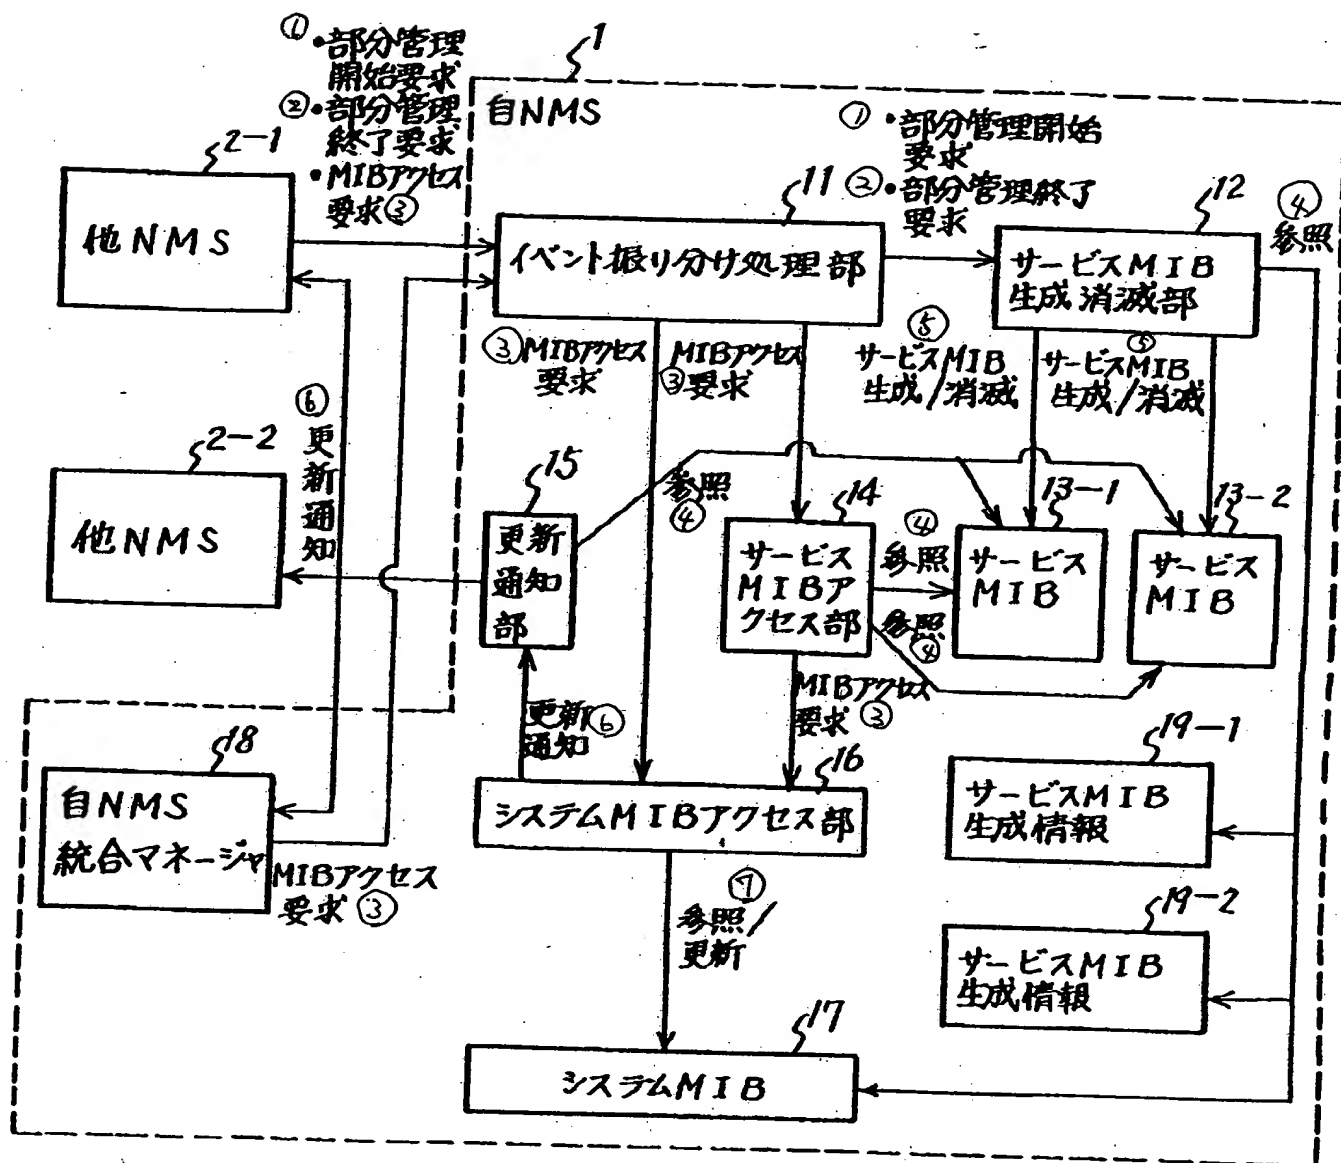 ①
・部分管理
開始要求
②・部分管理
終了要求
・MIBアクセス
要求③
1
自NMS
①・部分管理開始
要求
②・部分管理終了
要求
2-1
他NMS
11
イベント振り分け処理部
12
サービスMIB
生成消滅部
④
参照
③MIBアクセス
要求
MIBアクセス
③要求
⑤
サービスMIB
生成/消滅
⑤
サービスMIB
生成/消滅
⑥
更新通知
2-2
他NMS
15
更新
通知
部
参照
④
14
サービス
MIBア
クセス部
④
参照
参照
④
13-1
サービス
MIB
13-2
サービス
MIB
MIBアクセス
要求③
更新⑥
通知
18
自NMS
統合マネージャ
MIBアクセス
要求③
16
システムMIBアクセス部
19-1
サービスMIB
生成情報
⑦
参照/
更新
19-2
サービスMIB
生成情報
17
システムMIB